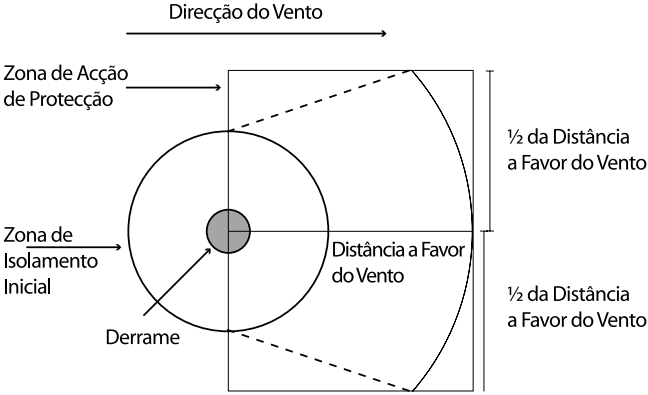 Direcção do Vento
Zona de Acção
de Protecção
½ da Distância
a Favor do Vento
Zona de
Isolamento
Inicial
Distância a Favor
do Vento
½ da Distância
a Favor do Vento
Derrame